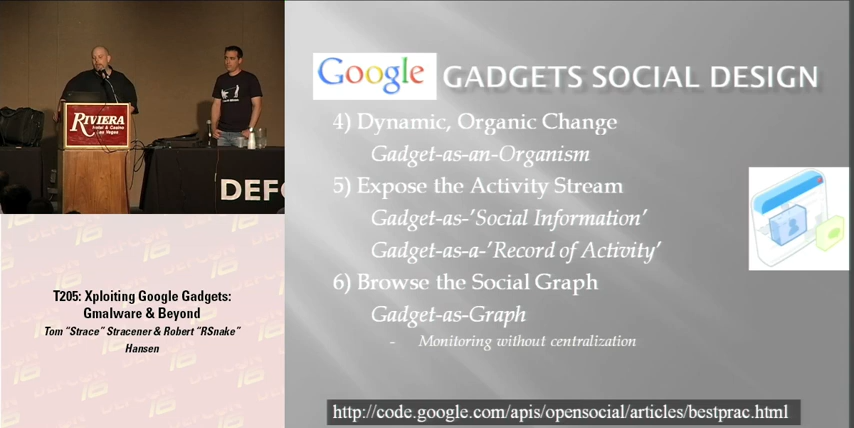 RIVIERA
Hotel & Casino
Las Vegas
DEFC
T205: Xploiting Google Gadgets:
Gmalware & Beyond
Tom “Strace” Stracener & Robert “RSnake”
Hansen
Google GADGETS SOCIAL DESIGN
4) Dynamic, Organic Change
Gadget-as-an-Organism
5) Expose the Activity Stream
Gadget-as-'Social Information'
Gadget-as-a-'Record of Activity'
6) Browse the Social Graph
Gadget-as-Graph
- Monitoring without centralization
http://code.google.com/apis/opensocial/articles/bestprac.html